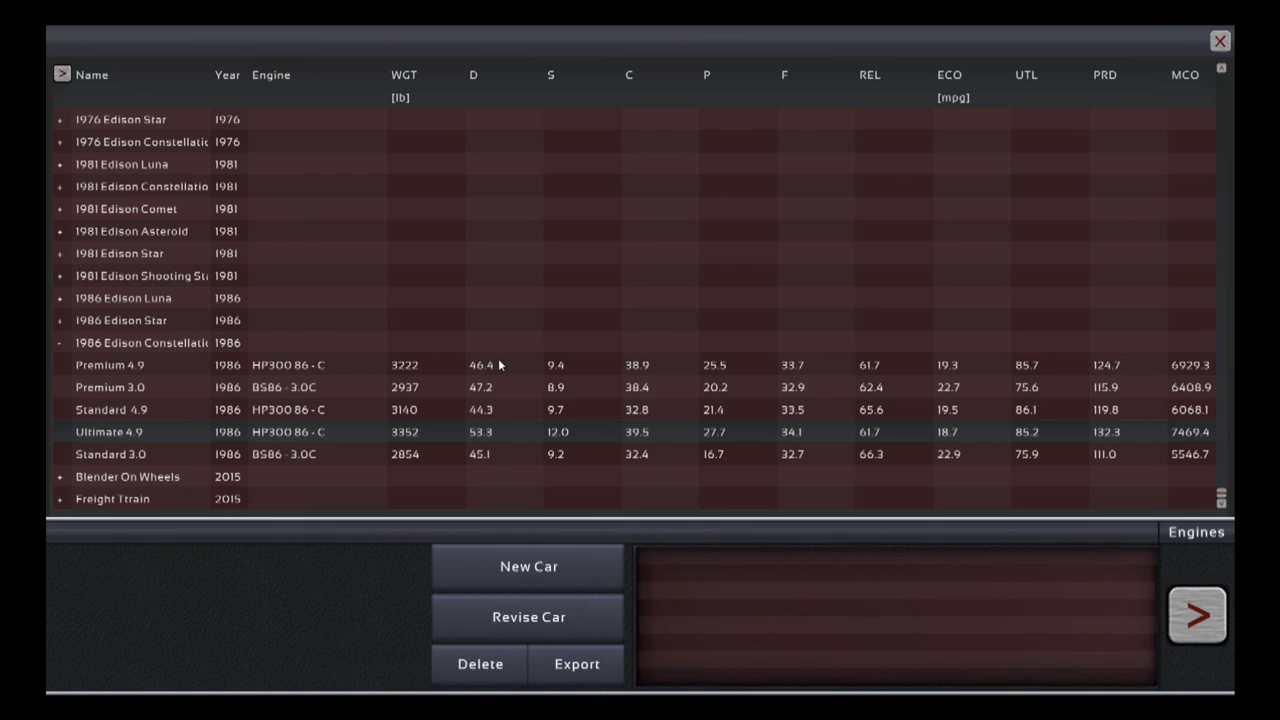 X
> Name Year Engine WGT D S C P F REL ECO UTL PRD MCO
[lb] [mpg]
+ 1976 Edison Star 1976
+ 1976 Edison Constellatic 1976
+ 1981 Edison Luna 1981
+ 1981 Edison Constellatio 1981
+ 1981 Edison Comet 1981
+ 1981 Edison Asteroid 1981
+ 1981 Edison Star 1981
+ 1981 Edison Shooting Sta 1981
+ 1986 Edison Luna 1986
+ 1986 Edison Star 1986
- 1986 Edison Constellatic 1986
Premium 4.9 1986 HP300 86 - C 3222 46.4 9.4 38.9 25.5 33.7 61.7 19.3 85.7 124.7 6929.3
Premium 3.0 1986 BS86 - 3.0C 2937 47.2 8.9 38.4 20.2 32.9 62.4 22.7 75.6 115.9 6408.9
Standard 4.9 1986 HP300 86 - C 3140 44.3 9.7 32.8 21.4 33.5 65.6 19.5 86.1 119.8 6068.1
Ultimate 4.9 1986 HP300 86 - C 3352 53.3 12.0 39.5 27.7 34.1 61.7 18.7 85.2 132.3 7469.4
Standard 3.0 1986 BS86 - 3.0C 2854 45.1 9.2 32.4 16.7 32.7 66.3 22.9 75.9 111.0 5546.7
+ Blender On Wheels 2015
+ Freight Ttrain 2015
Engines
New Car
Revise Car
>
Delete Export